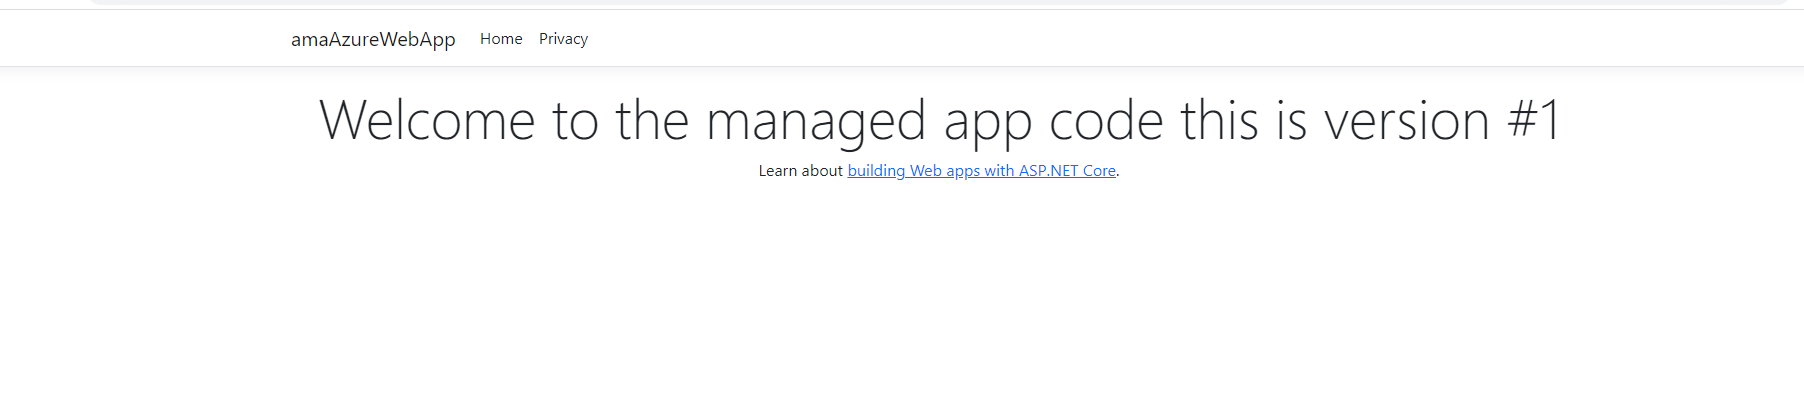 amaAzureWebApp Home Privacy
Welcome to the managed app code this is version #1
Learn about building Web apps with ASP.NET Core.